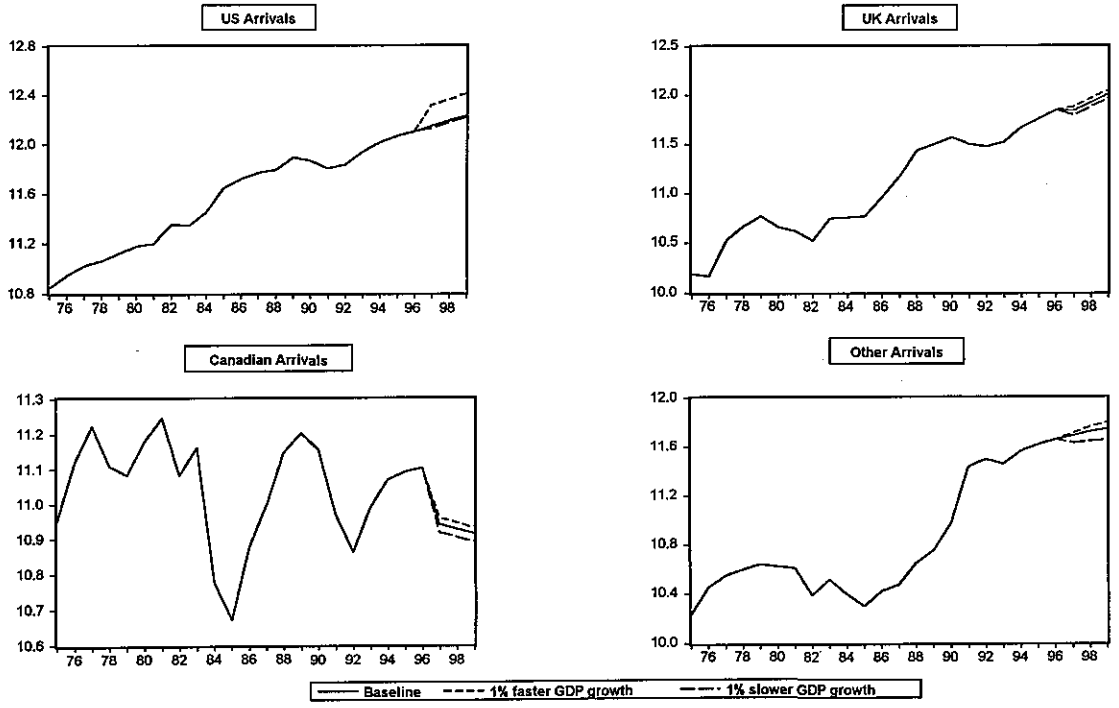 US Arrivals
12.8
12.4
12.0
11.6
11.2
10.8
76 78 80 82 84 86 88 90 92 94 96 98
UK Arrivals
12.5
12.0
11.5
11.0
10.5
10.0
76 78 80 82 84 86 88 90 92 94 96 98
Canadian Arrivals
11.3
11.2
11.1
11.0
10.9
10.8
10.7
10.6
76 78 80 82 84 86 88 90 92 94 96 98
Other Arrivals
12.0
11.6
11.2
10.8
10.4
10.0
76 78 80 82 84 86 88 90 92 94 96 98
Baseline 1% faster GDP growth 1% slower GDP growth